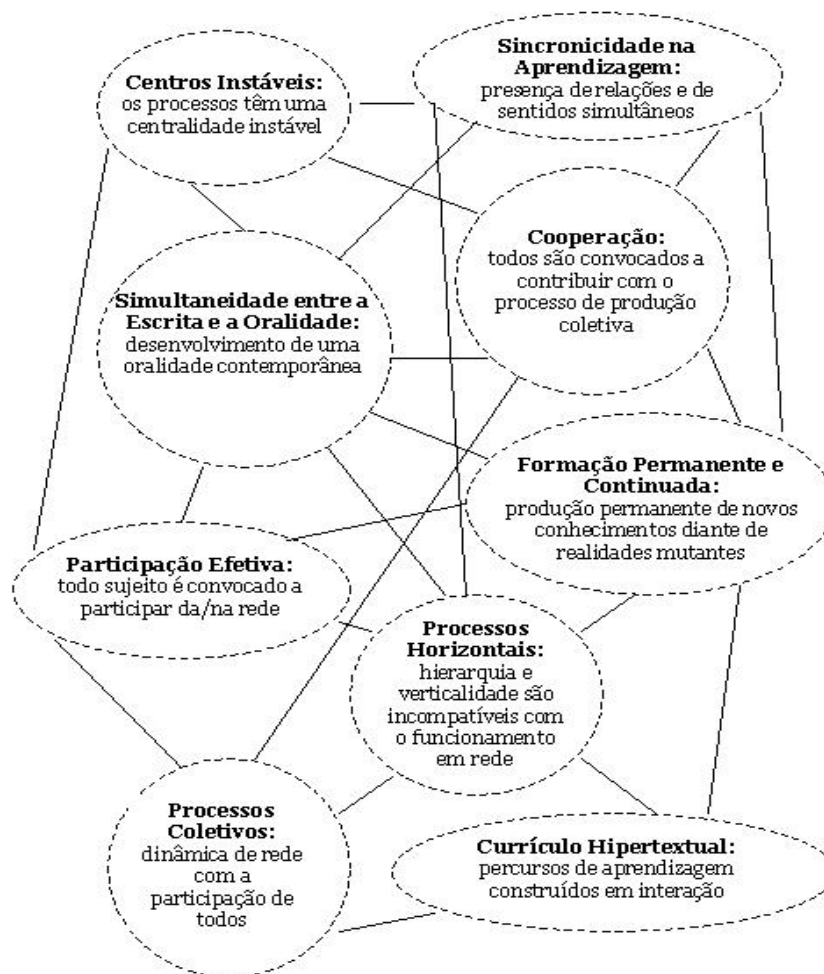 Centros Instáveis:
os processos têm uma
centralidade instável
Sincronicidade na
Aprendizagem:
presença de relações e de
sentidos simultâneos
Cooperação:
todos são convocados a
contribuir com o
processo de produção
coletiva
Simultaneidade entre a
Escrita e a Oralidade:
desenvolvimento de uma
oralidade contemporânea
Formação Permanente e
Continuada:
produção permanente de novos
conhecimentos diante de
realidades mutantes
Participação Efetiva:
todo sujeito é convocado a
participar da/na rede
Processos
Horizontais:
hierarquia e
verticalidade são
incompatíveis com
o funcionamento
em rede
Processos
Coletivos:
dinâmica de rede
com a
participação de
todos
Currículo Hipertextual:
percursos de aprendizagem
construídos em interação